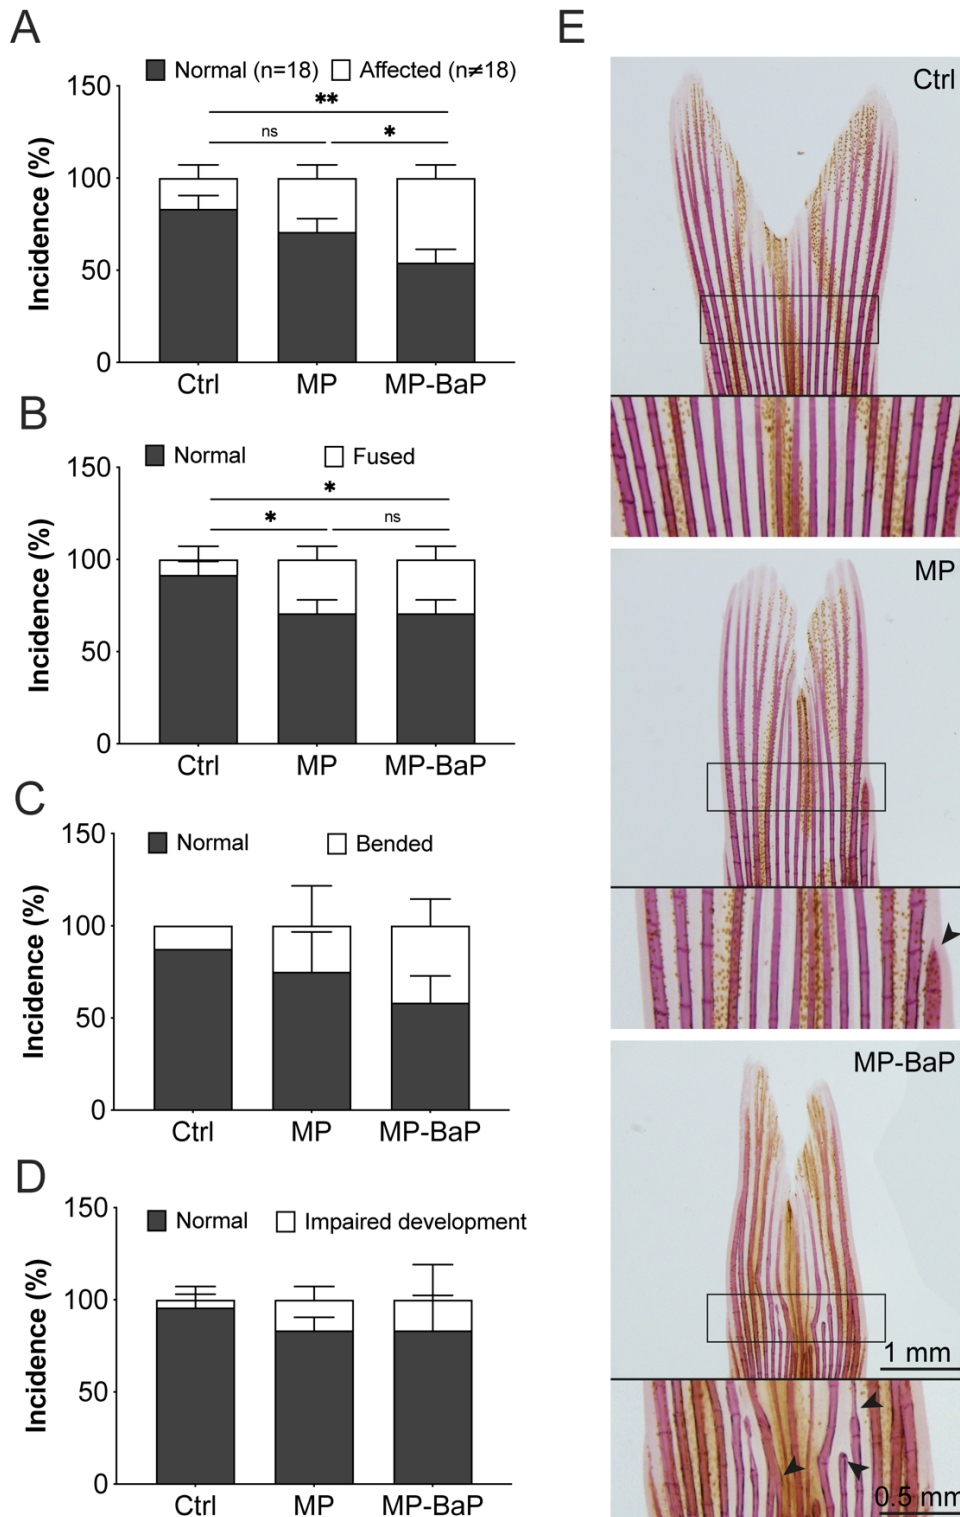 A
Normal (n=18) Affected (n≠18)
Incidence (%)
150
100
50
0
**
ns
*
Ctrl MP MP-BaP
B
Normal Fused
Incidence (%)
150
100
50
0
*
*
ns
Ctrl MP MP-BaP
C
Normal Bended
Incidence (%)
150
100
50
0
Ctrl MP MP-BaP
D
Normal Impaired development
Incidence (%)
150
100
50
0
Ctrl MP MP-BaP
E
Ctrl
MP
MP-BaP
1 mm
0.5 mm